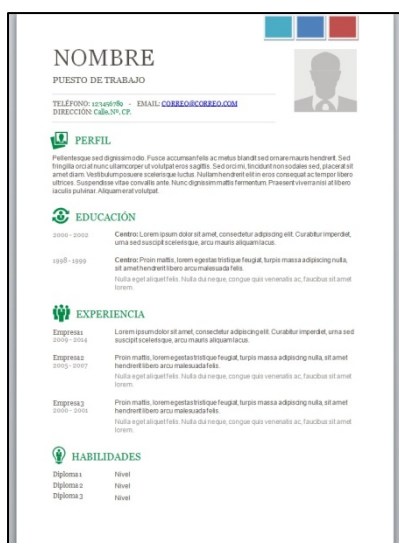 NOMBRE
PUESTO DE TRABAJO
TELÉFONO: 123456789 - EMAIL: CORREO@CORREO.COM
DIRECCIÓN: Calle, Nº. CP.
PERFIL
Pellentesque sed dignissim odio. Fusce accumsan felis ac metus blandit sed ornare mauris hendrerit. Sed
fringilla orci at nunc ullamcorper ut volutpat eros sagittis. Sed orci mi, tincidunt non sodales sed, placerat sit
amet diam. Vestibulum posuere scelerisque luctus. Nullam hendrerit elit in eros consequat ac tempor libero
ultrices. Suspendisse vitae convallis ante. Nunc dignissim mattis fermentum. Praesent viverra nisi at libero
iaculis pulvinar. Aliquam erat volutpat.
EDUCACIÓN
2000 - 2002 Centro: Lorem ipsum dolor sit amet, consectetur adipiscing elit. Curabitur imperdiet,
urna sed suscipit scelerisque, arcu mauris aliquam lacus.
1998 - 1999 Centro: Proin mattis, lorem egestas tristique feugiat, turpis massa adipiscing nulla,
sit amet hendrerit libero arcu malesuada felis.
Nulla eget aliquet felis. Nulla dui neque, congue quis venenatis ac, faucibus sit amet
lorem.
EXPERIENCIA
Empresa1 Lorem ipsum dolor sit amet, consectetur adipiscing elit. Curabitur imperdiet, urna sed
2009 - 2014 suscipit scelerisque, arcu mauris aliquam lacus.
Empresa2 Proin mattis, lorem egestas tristique feugiat, turpis massa adipiscing nulla, sit amet
2005 - 2007 hendrerit libero arcu malesuada felis.
Nulla eget aliquet felis. Nulla dui neque, congue quis venenatis ac, faucibus sit amet
lorem.
Empresa3 Proin mattis, lorem egestas tristique feugiat, turpis massa adipiscing nulla, sit amet
2000 - 2001 hendrerit libero arcu malesuada felis.
Nulla eget aliquet felis. Nulla dui neque, congue quis venenatis ac, faucibus sit amet
lorem.
HABILIDADES
Diploma 1 Nivel
Diploma 2 Nivel
Diploma 3 Nivel